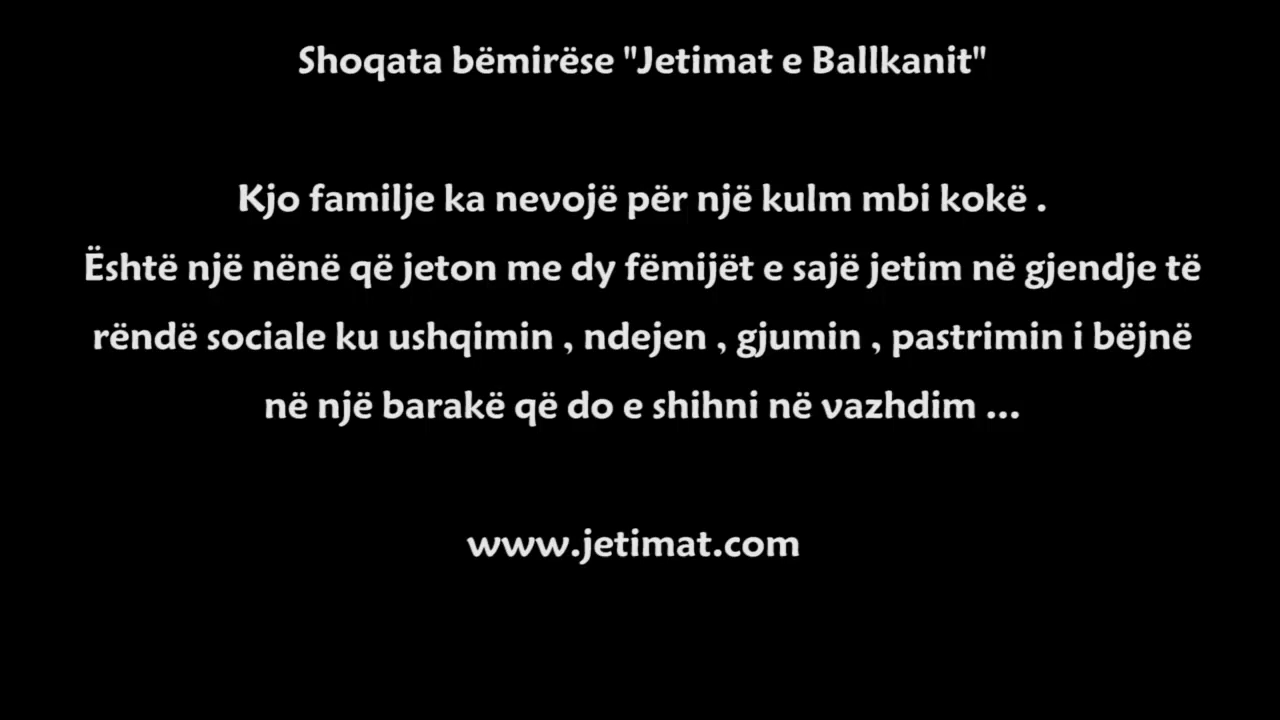 Shoqata bëmirëse "Jetimat e Ballkanit"
Kjo familje ka nevojë për një kulm mbi kokë .
Është një nënë që jeton me dy fëmijët e sajë jetim në gjendje të
rëndë sociale ku ushqimin , ndejen , gjumin , pastrimin i bëjnë
në një barakë që do e shihni në vazhdim ...
www.jetimat.com